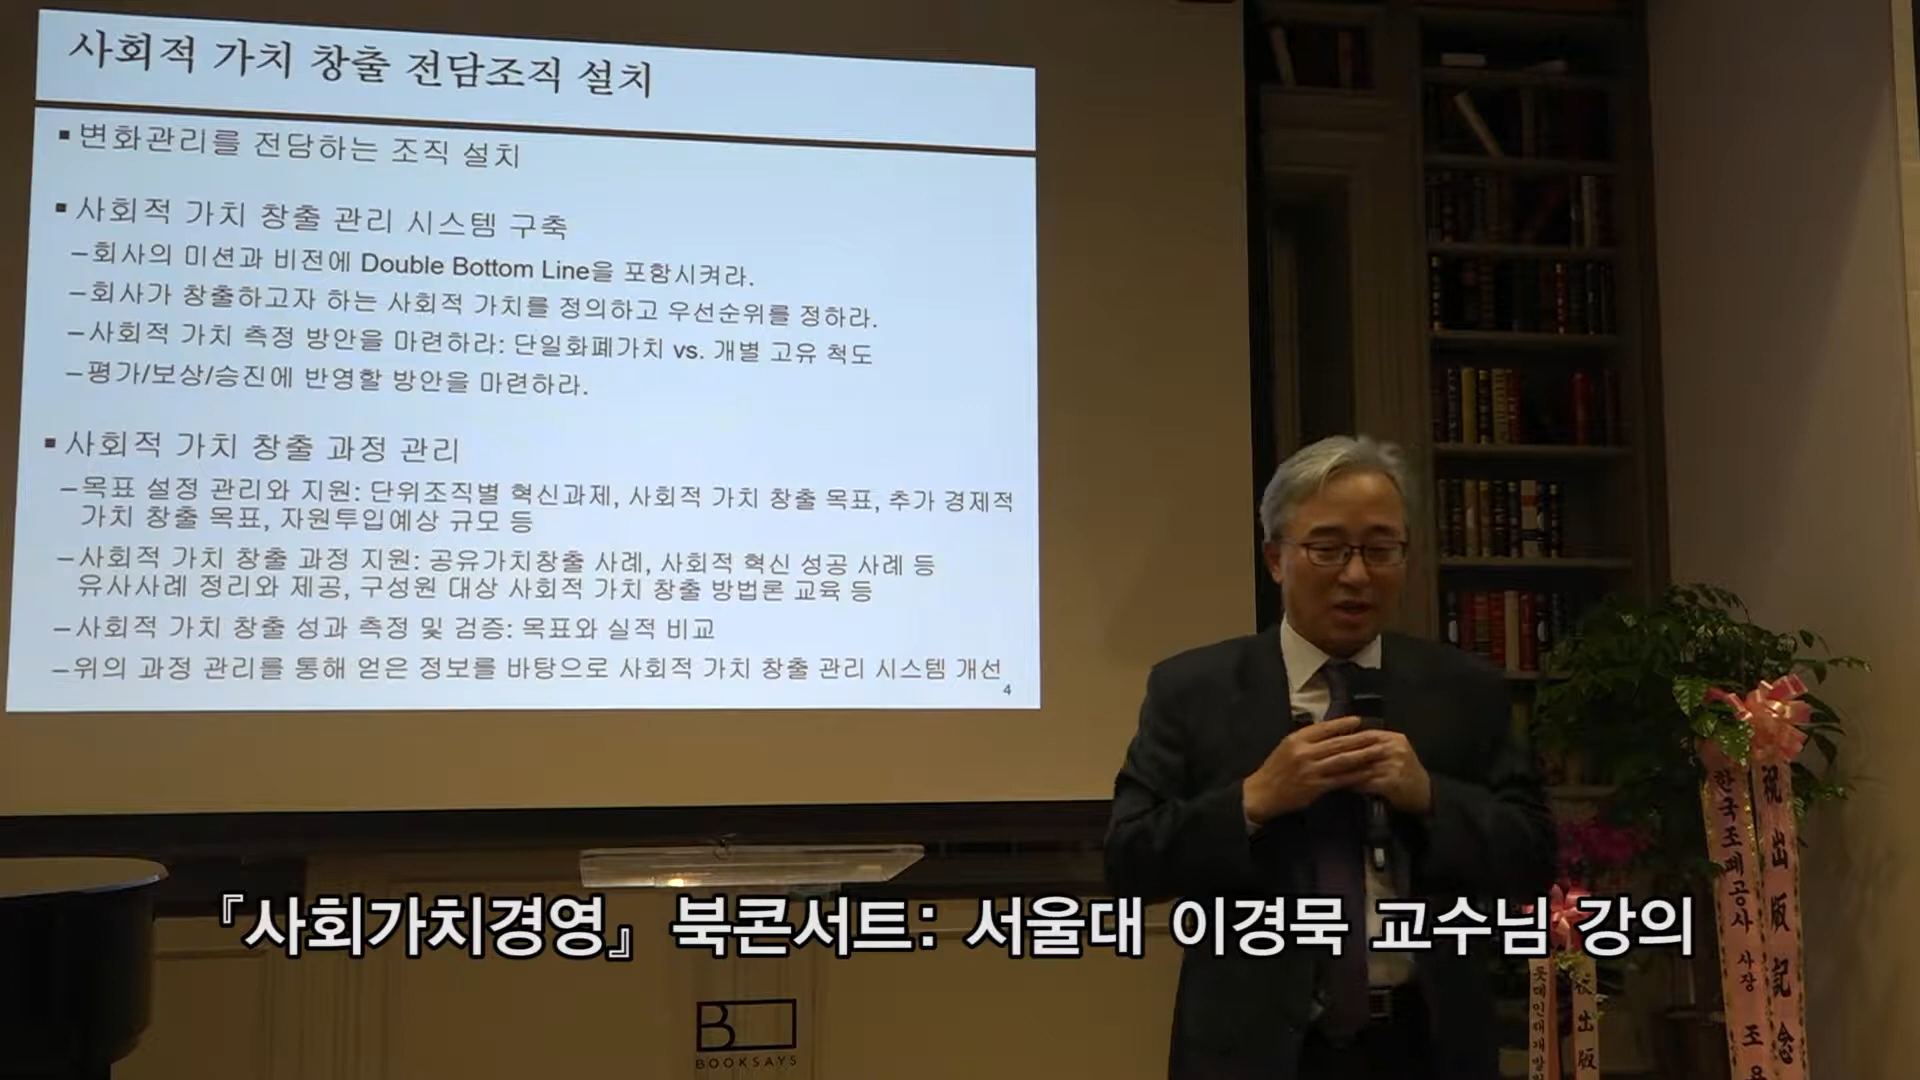 사회적 가치 창출 전담조직 설치
▪ 변화관리를 전담하는 조직 설치
▪ 사회적 가치 창출 관리 시스템 구축
–회사의 미션과 비전에 Double Bottom Line을 포함시켜라.
–회사가 창출하고자 하는 사회적 가치를 정의하고 우선순위를 정하라.
–사회적 가치 측정 방안을 마련하라: 단일화폐가치 vs. 개별 고유 척도
–평가/보상/승진에 반영할 방안을 마련하라.
▪ 사회적 가치 창출 과정 관리
–목표 설정 관리와 지원: 단위조직별 혁신과제, 사회적 가치 창출 목표, 추가 경제적
가치 창출 목표, 자원투입예상 규모 등
–사회적 가치 창출 과정 지원: 공유가치창출 사례, 사회적 혁신 성공 사례 등
유사사례 정리와 제공, 구성원 대상 사회적 가치 창출 방법론 교육 등
–사회적 가치 창출 성과 측정 및 검증: 목표와 실적 비교
–위의 과정 관리를 통해 얻은 정보를 바탕으로 사회적 가치 창출 관리 시스템 개선
4
『사회가치경영』 북콘서트: 서울대 이경묵 교수님 강의
B
BOOKSAYS
한국조폐공사 사장 조
祝出版記念
出版